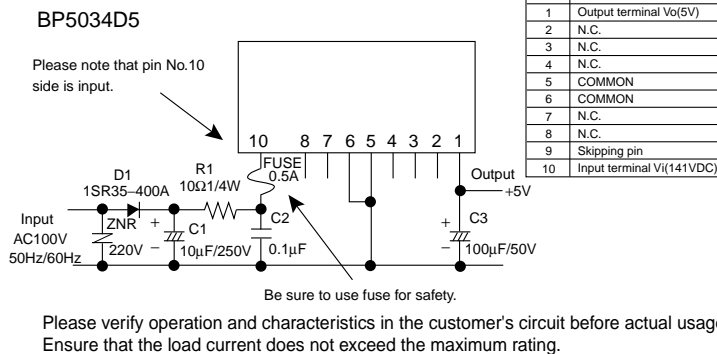 BP5034D5
1 Output terminal Vo(5V)
2 N.C.
3 N.C.
4 N.C.
5 COMMON
6 COMMON
7 N.C.
8 N.C.
9 Skipping pin
10 Input terminal Vi(141VDC)
Please note that pin No.10
side is input.
10 8 7 6 5 4 3 2 1
FUSE
0.5A
D1
1SR35–400A
R1
10Ω1/4W
Output
+5V
Input
AC100V
50Hz/60Hz
ZNR
220V
+
C1
–
10μF/250V
C2
0.1μF
+
C3
–
100μF/50V
Be sure to use fuse for safety.
Please verify operation and characteristics in the customer's circuit before actual usage
Ensure that the load current does not exceed the maximum rating.